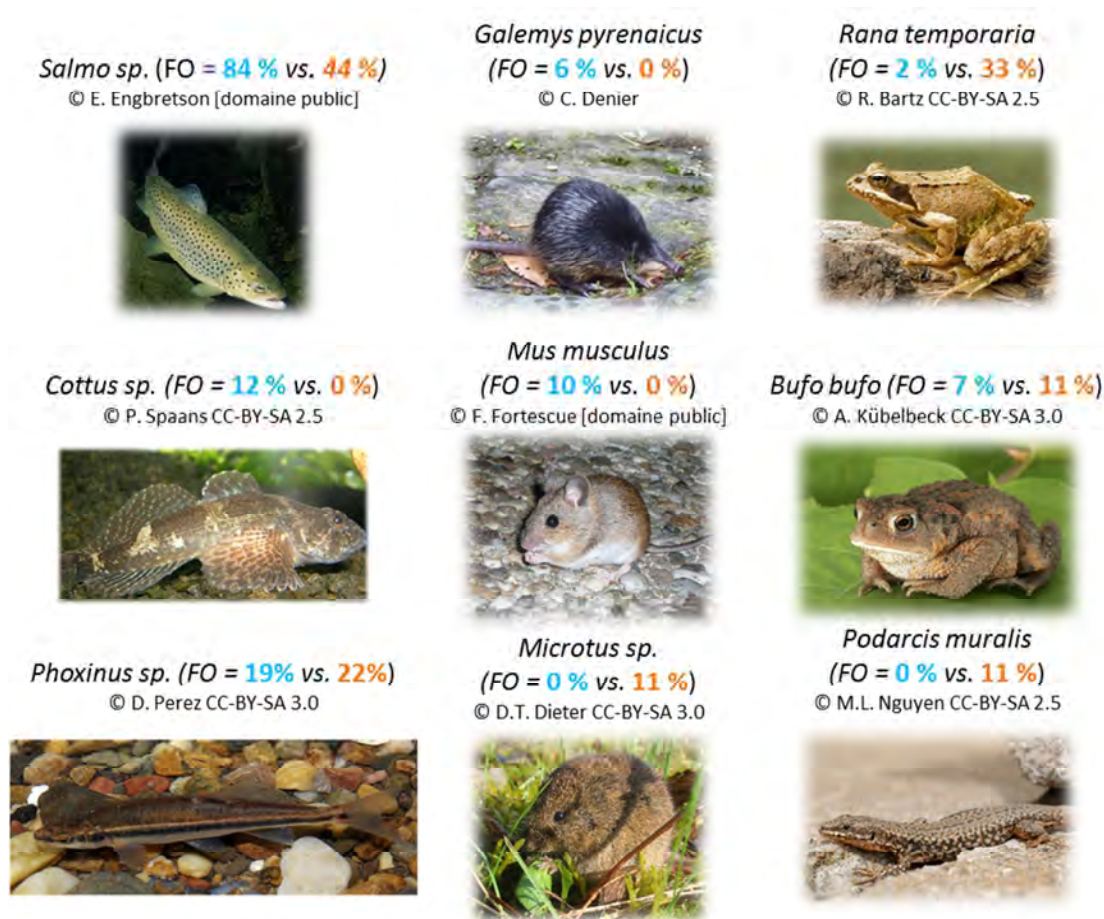 Salmo sp. (FO = 84 % vs. 44 %)
© E. Engbretson [domaine public]
Galemys pyrenaicus
(FO = 6 % vs. 0 %)
© C. Denier
Rana temporaria
(FO = 2 % vs. 33 %)
© R. Bartz CC-BY-SA 2.5
Cottus sp. (FO = 12 % vs. 0 %)
© P. Spaans CC-BY-SA 2.5
Mus musculus
(FO = 10 % vs. 0 %)
© F. Fortescue [domaine public]
Bufo bufo (FO = 7 % vs. 11 %)
© A. Kübelbeck CC-BY-SA 3.0
Phoxinus sp. (FO = 19% vs. 22%)
© D. Perez CC-BY-SA 3.0
Microtus sp.
(FO = 0 % vs. 11 %)
© D.T. Dieter CC-BY-SA 3.0
Podarcis muralis
(FO = 0 % vs. 11 %)
© M.L. Nguyen CC-BY-SA 2.5